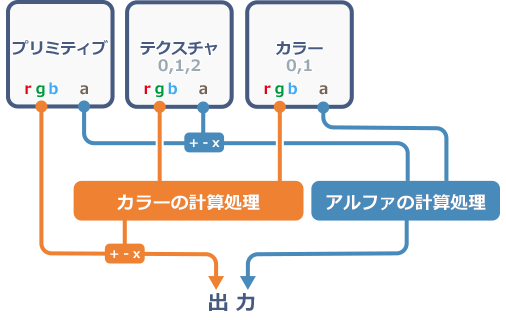 プリミティブ
r g b a
テクスチャ
0,1,2
r g b a
カラー
0,1
r g b a
+ - x
カラーの計算処理
アルファの計算処理
+ - x
出力